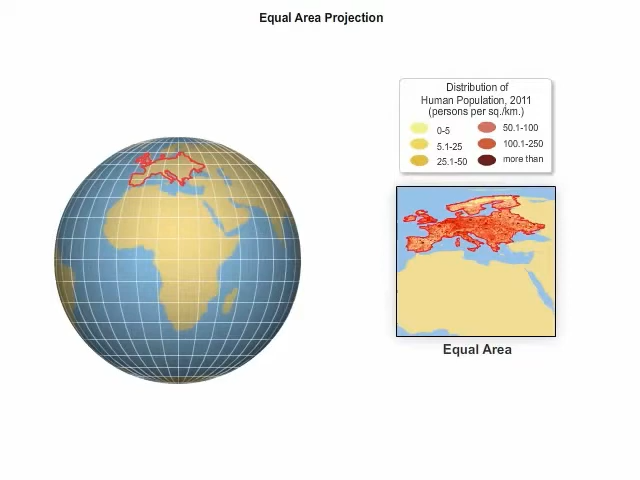 Equal Area Projection
Distribution of
Human Population, 2011
(persons per sq./km.)
0-5
5.1-25
25.1-50
50.1-100
100.1-250
more than
Equal Area